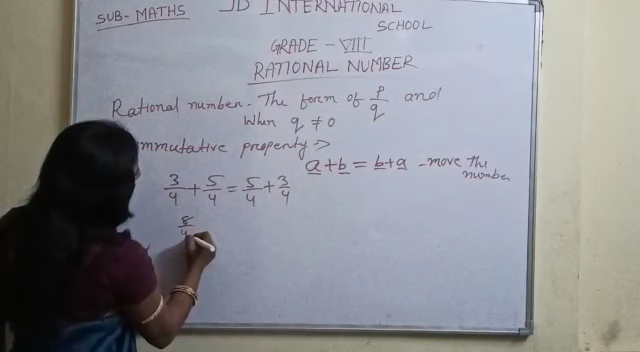 SUB- MATHS JD INTERNATIONAL
SCHOOL
GRADE - VIII
RATIONAL NUMBER
Rational number - The form of p/q and
When q ≠ 0
mmutative property →
a + b = b + a - move the
number
3/4 + 5/4 = 5/4 + 3/4
8/4